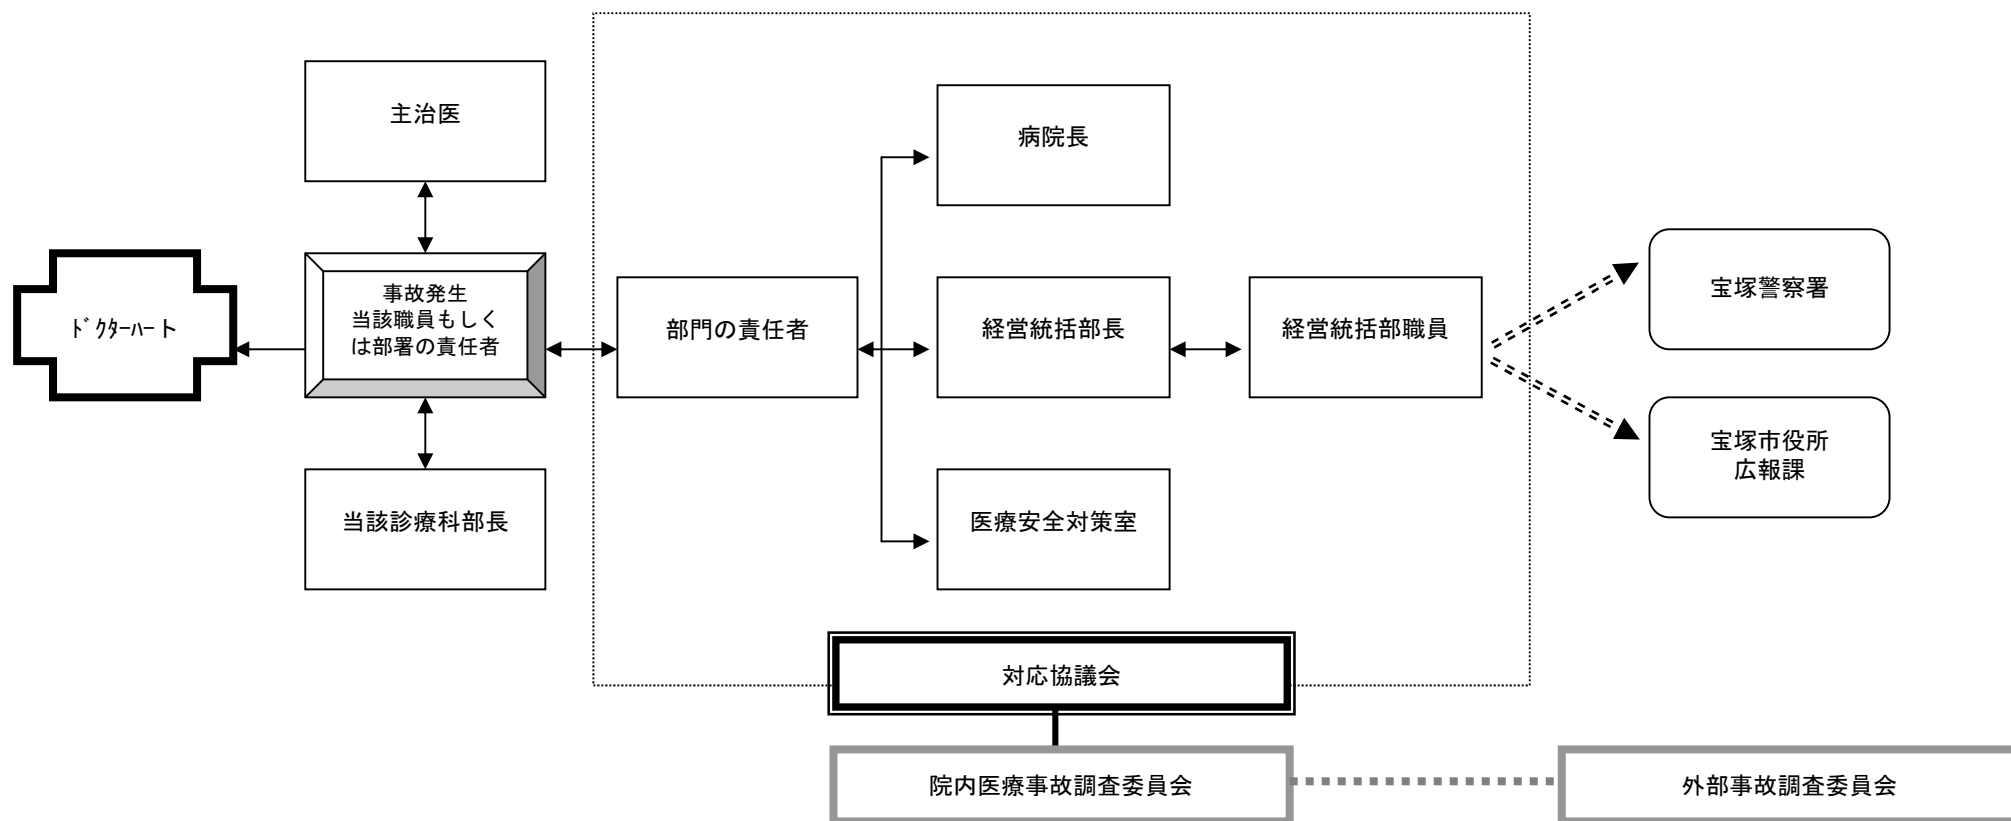 主治医
病院長
ﾄﾞｸﾀｰﾊｰﾄ
事故発生
当該職員もしく
は部署の責任者
部門の責任者
経営統括部長
経営統括部職員
宝塚警察署
宝塚市役所
広報課
当該診療科部長
医療安全対策室
対応協議会
院内医療事故調査委員会
外部事故調査委員会